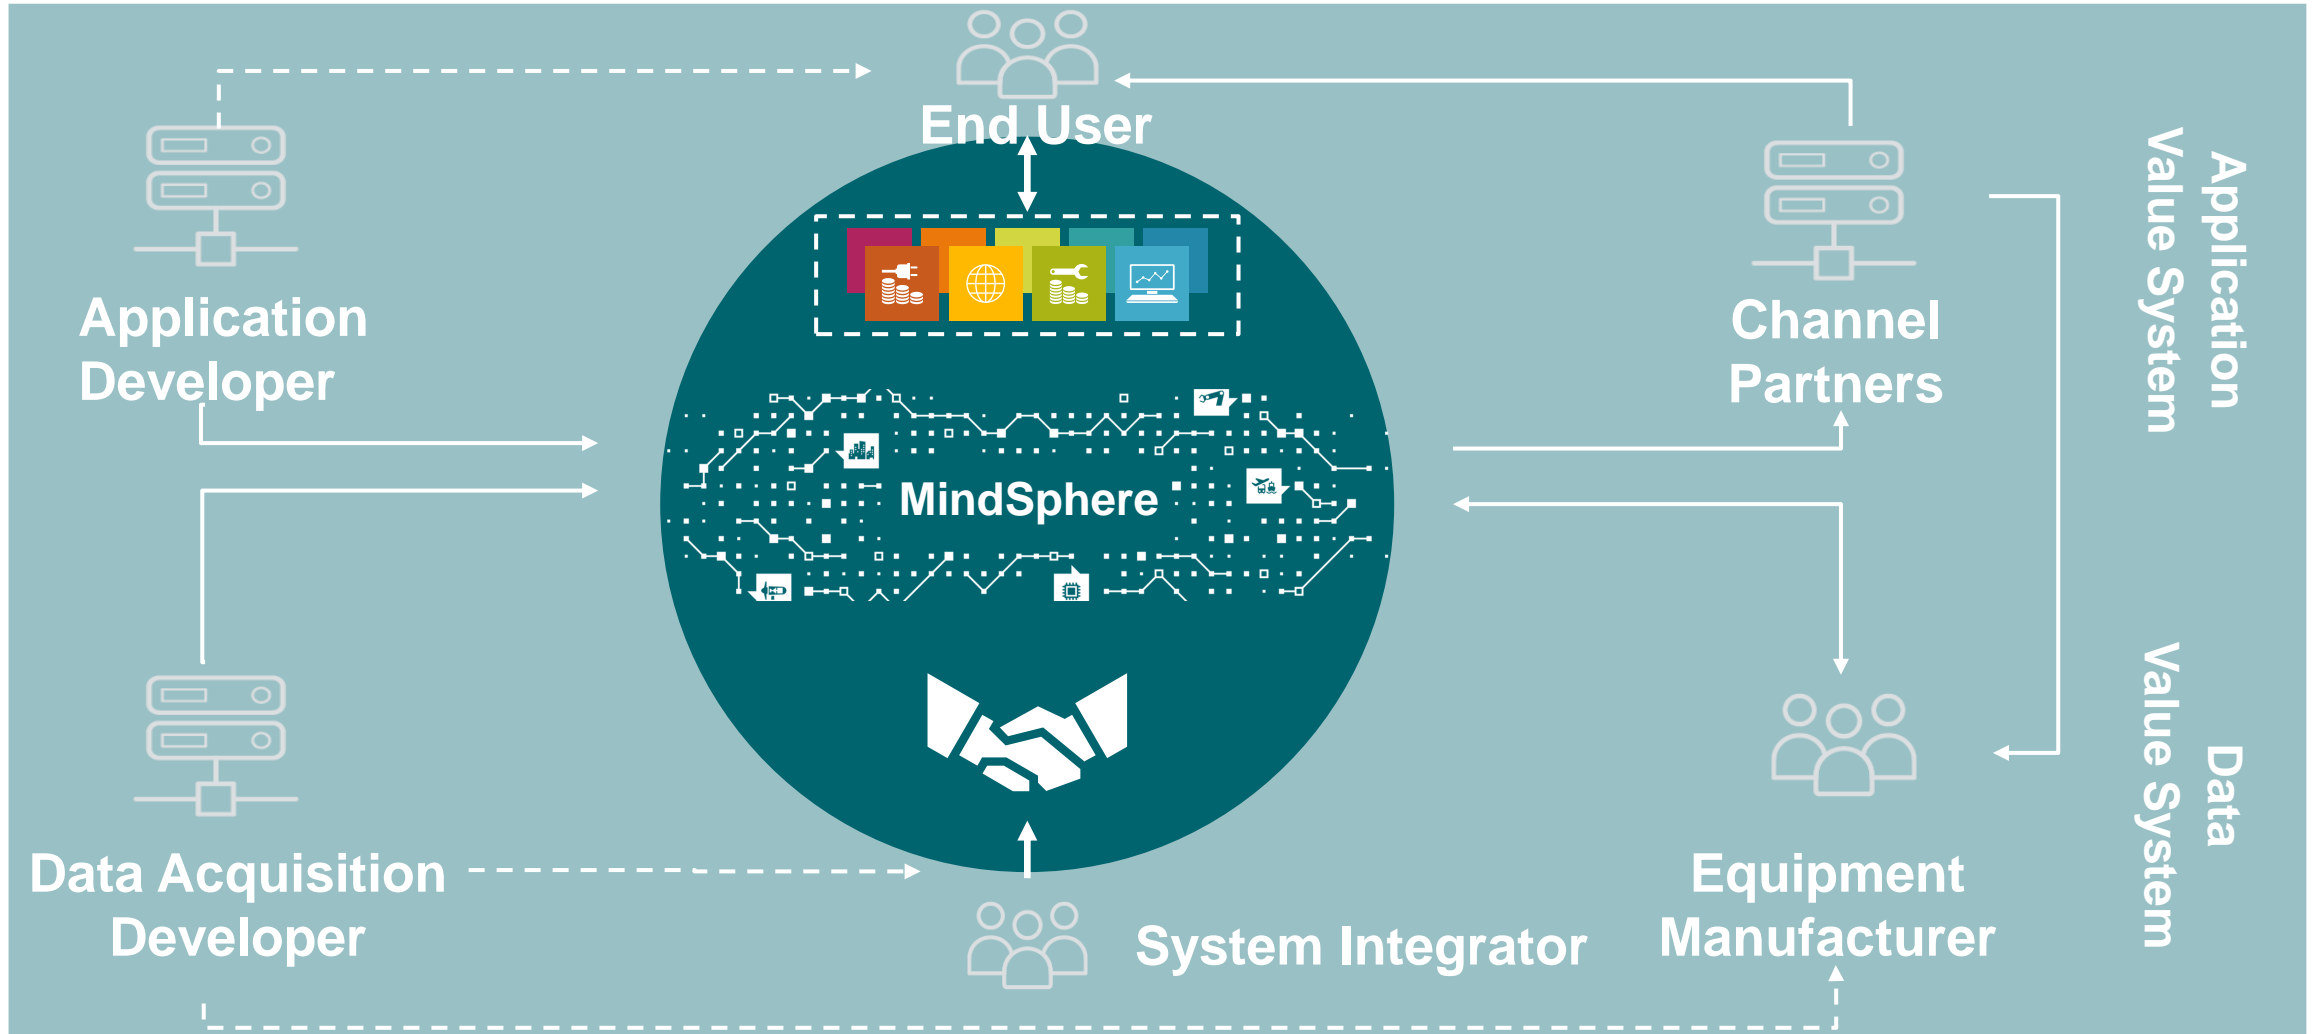 End User
Application
Developer
Channel
Partners
Application
Value System
MindSphere
Data Acquisition
Developer
System Integrator
Equipment
Manufacturer
Data
Value System